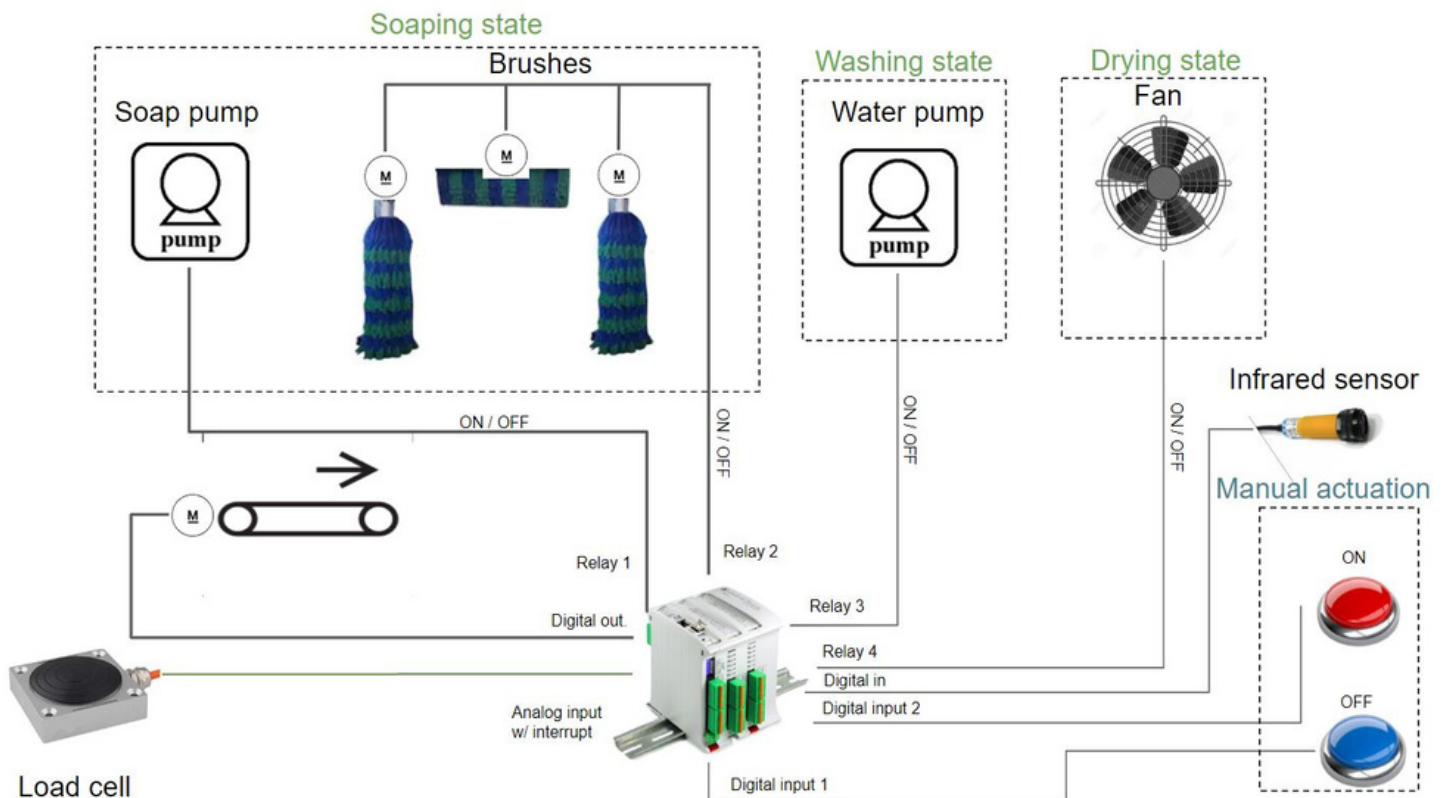 Soaping state
Brushes
Soap pump
pump
M
M
M
Washing state
Water pump
pump
Drying state
Fan
ON / OFF
ON / OFF
ON / OFF
ON / OFF
Infrared sensor
Manual actuation
ON
OFF
M
Relay 1
Relay 2
Digital out.
Relay 3
Relay 4
Digital in
Digital input 2
Analog input
w/ interrupt
Digital input 1
Load cell